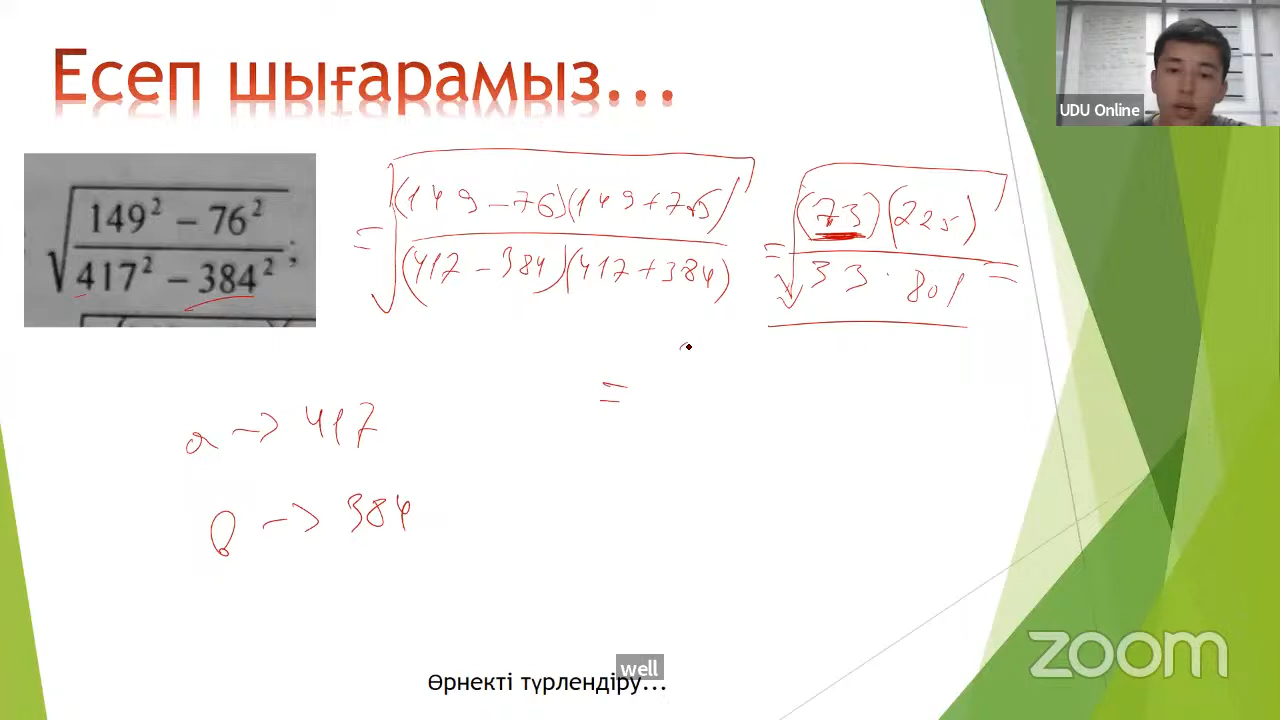 Есеп шығарамыз...
UDU Online
√((149² − 76²)/(417² − 384²));
= √((149−76)(149+76)/(417−384)(417+384)) = √((73)(225)/33·801) =
=
a → 417
b → 384
well
Өрнекті түрлендіру...
zoom